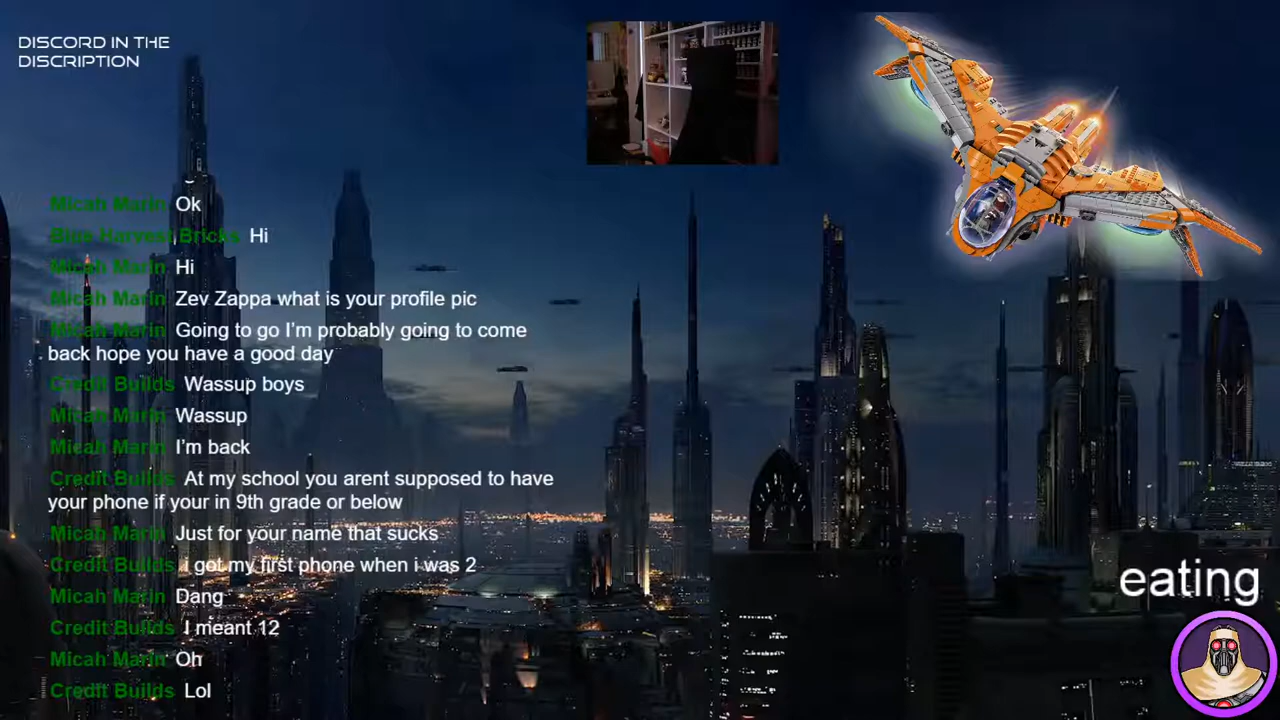 DISCORD IN THE
DISCRIPTION
Micah Marin Ok
Blue Harvest Bricks Hi
Micah Marin Hi
Micah Marin Zev Zappa what is your profile pic
Micah Marin Going to go I'm probably going to come
back hope you have a good day
Credit Builds Wassup boys
Micah Marin Wassup
Micah Marin I'm back
Credit Builds At my school you arent supposed to have
your phone if your in 9th grade or below
Micah Marin Just for your name that sucks
Credit Builds i got my first phone when i was 2
Micah Marin Dang
Credit Builds I meant 12
Micah Marin Oh
Credit Builds Lol
eating